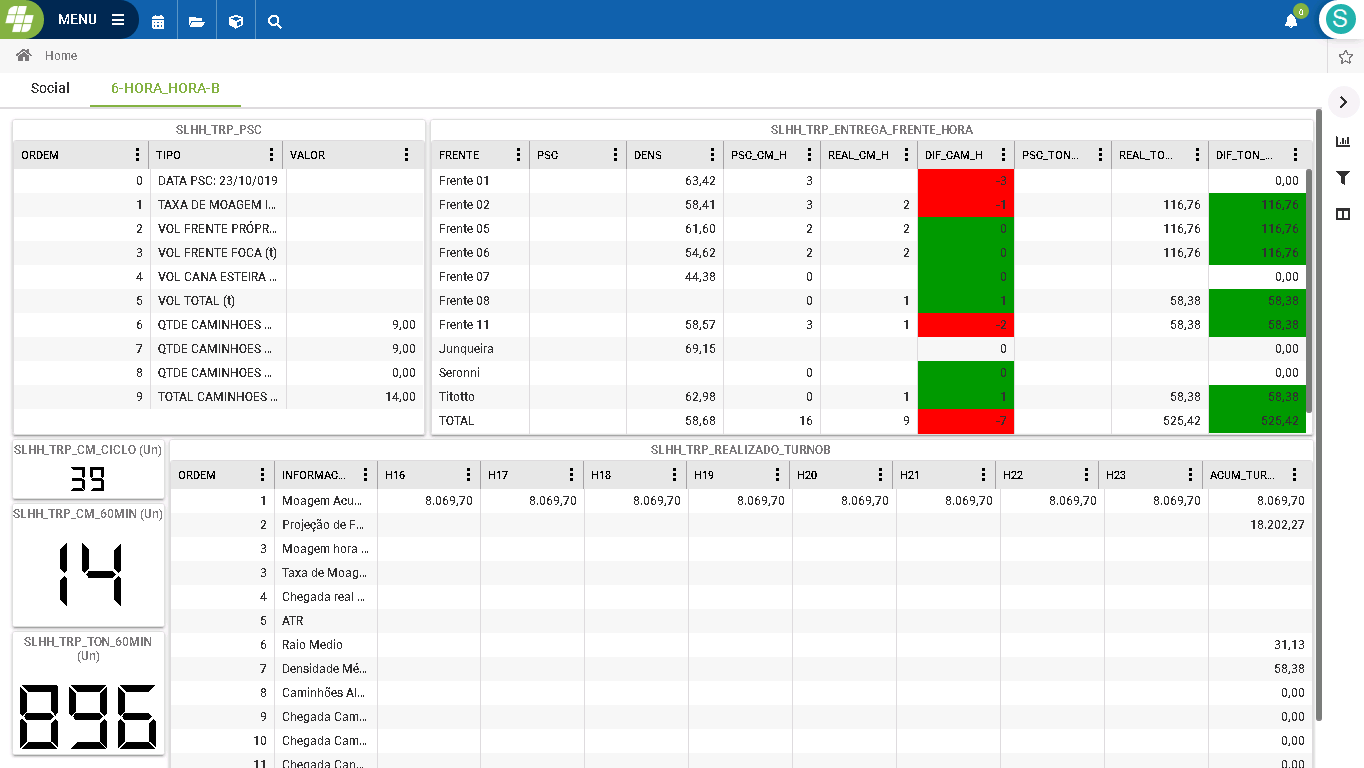 MENU
0
S
Home
Social 6-HORA_HORA-B
SLHH_TRP_PSC
ORDEM TIPO VALOR
0 DATA PSC: 23/10/019
1 TAXA DE MOAGEM I...
2 VOL FRENTE PRÓPR...
3 VOL FRENTE FOCA (t)
4 VOL CANA ESTEIRA ...
5 VOL TOTAL (t)
6 QTDE CAMINHOES ... 9,00
7 QTDE CAMINHOES ... 9,00
8 QTDE CAMINHOES ... 0,00
9 TOTAL CAMINHOES ... 14,00
SLHH_TRP_ENTREGA_FRENTE_HORA
FRENTE PSC DENS PSC_CM_H REAL_CM_H DIF_CAM_H PSC_TON... REAL_TO... DIF_TON_...
Frente 01 63,42 3 -3 0,00
Frente 02 58,41 3 2 -1 116,76 116,76
Frente 05 61,60 2 2 0 116,76 116,76
Frente 06 54,62 2 2 0 116,76 116,76
Frente 07 44,38 0 0 0,00
Frente 08 0 1 1 58,38 58,38
Frente 11 58,57 3 1 -2 58,38 58,38
Junqueira 69,15 0 0,00
Seronni 0 0 0,00
Titotto 62,98 0 1 1 58,38 58,38
TOTAL 58,68 16 9 -7 525,42 525,42
SLHH_TRP_CM_CICLO (Un)
39
SLHH_TRP_CM_60MIN (Un)
14
SLHH_TRP_TON_60MIN
(Un)
896
SLHH_TRP_REALIZADO_TURNOB
ORDEM INFORMAC... H16 H17 H18 H19 H20 H21 H22 H23 ACUM_TUR...
1 Moagem Acu... 8.069,70 8.069,70 8.069,70 8.069,70 8.069,70 8.069,70 8.069,70 8.069,70 8.069,70
2 Projeção de F... 18.202,27
3 Moagem hora ...
3 Taxa de Moag...
4 Chegada real ...
5 ATR
6 Raio Medio 31,13
7 Densidade Mé... 58,38
8 Caminhões Al... 0,00
9 Chegada Cam... 0,00
10 Chegada Cam... 0,00
11 Chegada Can... 0,00